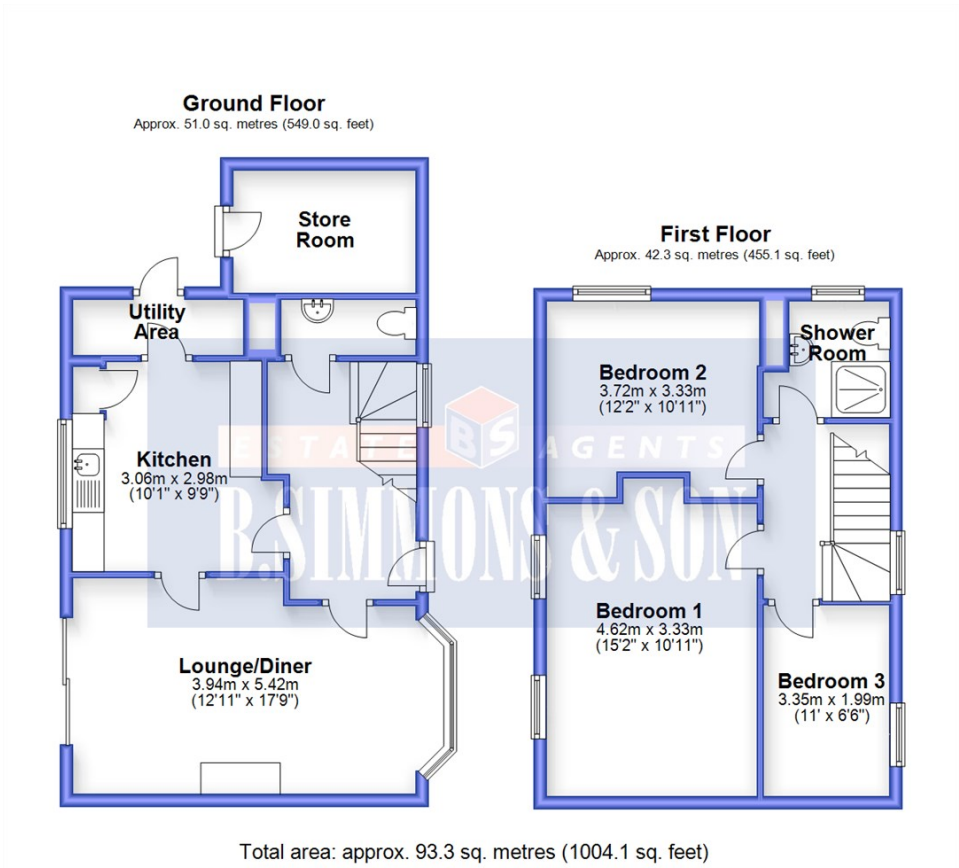 Ground Floor
Approx. 51.0 sq. metres (549.0 sq. feet)
Store
Room
Utility
Area
Kitchen
3.06m x 2.98m
(10'1" x 9'9")
Lounge/Diner
3.94m x 5.42m
(12'11" x 17'9")
First Floor
Approx. 42.3 sq. metres (455.1 sq. feet)
Shower
Room
Bedroom 2
3.72m x 3.33m
(12'2" x 10'11")
Bedroom 1
4.62m x 3.33m
(15'2" x 10'11")
Bedroom 3
3.35m x 1.99m
(11' x 6'6")
ESTATE BS AGENTS
B.SIMMONS & SON
Total area: approx. 93.3 sq. metres (1004.1 sq. feet)